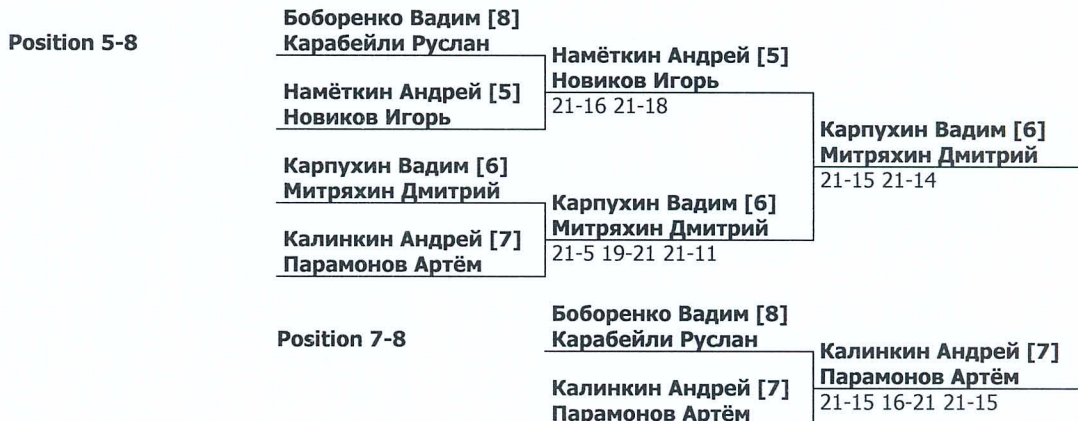 Position 5-8
Боборенко Вадим [8]
Карабейли Руслан
Намёткин Андрей [5]
Новиков Игорь
Намёткин Андрей [5]
Новиков Игорь
21-16 21-18
Карпухин Вадим [6]
Митряхин Дмитрий
21-15 21-14
Карпухин Вадим [6]
Митряхин Дмитрий
Карпухин Вадим [6]
Митряхин Дмитрий
21-5 19-21 21-11
Калинкин Андрей [7]
Парамонов Артём
Position 7-8
Боборенко Вадим [8]
Карабейли Руслан
Калинкин Андрей [7]
Парамонов Артём
21-15 16-21 21-15
Калинкин Андрей [7]
Парамонов Артём